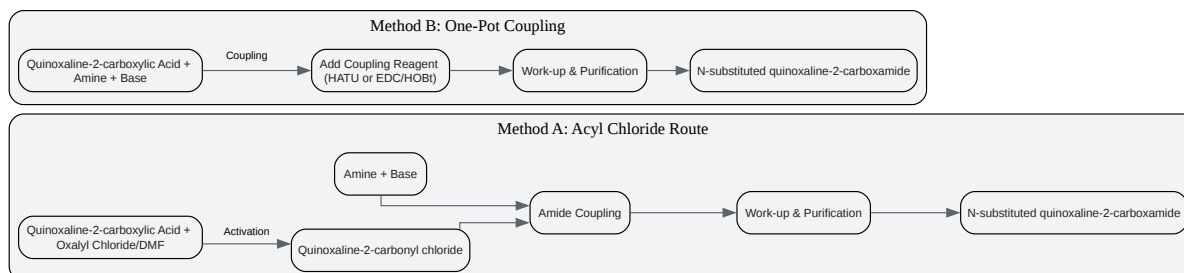 Method B: One-Pot Coupling
Quinoxaline-2-carboxylic Acid +
Amine + Base
Coupling
Add Coupling Reagent
(HATU or EDC/HOBt)
Work-up & Purification
N-substituted quinoxaline-2-carboxamide
Method A: Acyl Chloride Route
Amine + Base
Quinoxaline-2-carboxylic Acid +
Oxalyl Chloride/DMF
Activation
Quinoxaline-2-carbonyl chloride
Amide Coupling
Work-up & Purification
N-substituted quinoxaline-2-carboxamide